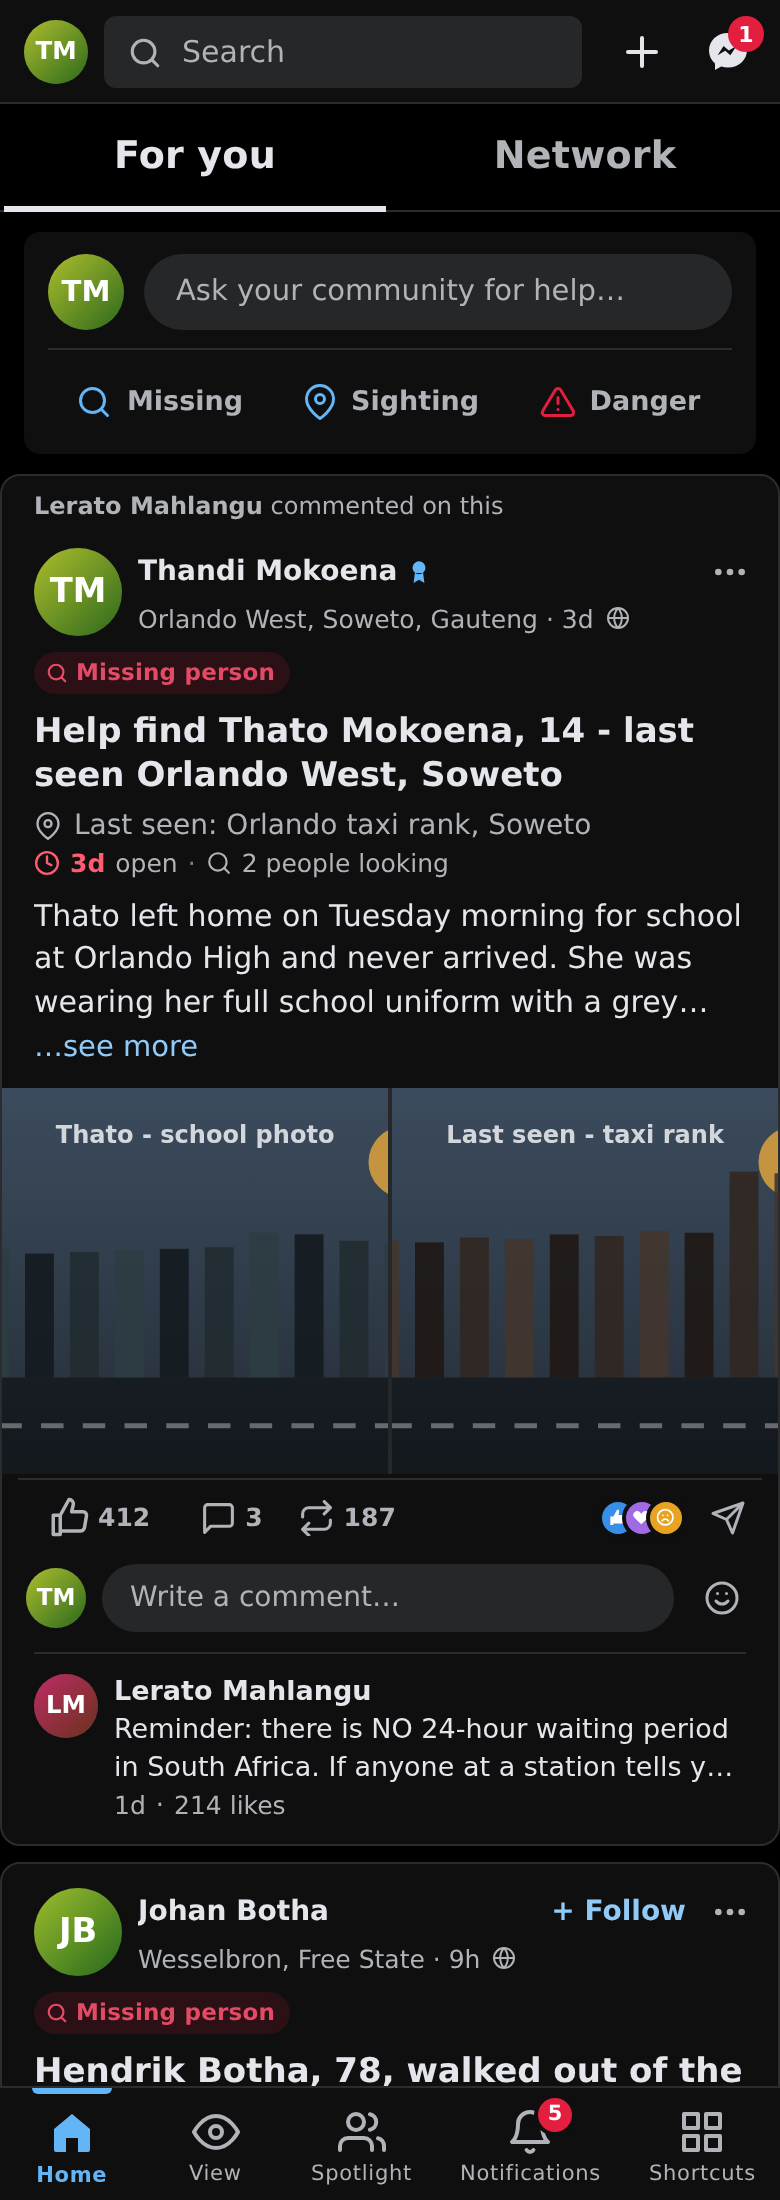 TM
Search
1
For you
Network
TM
Ask your community for help...
Missing
Sighting
Danger
Lerato Mahlangu commented on this
TM
Thandi Mokoena
Orlando West, Soweto, Gauteng · 3d
Missing person
Help find Thato Mokoena, 14 - last
seen Orlando West, Soweto
Last seen: Orlando taxi rank, Soweto
3d open · 2 people looking
Thato left home on Tuesday morning for school
at Orlando High and never arrived. She was
wearing her full school uniform with a grey...
...see more
Thato - school photo
Last seen - taxi rank
412
3
187
TM
Write a comment...
LM
Lerato Mahlangu
Reminder: there is NO 24-hour waiting period
in South Africa. If anyone at a station tells y...
1d · 214 likes
JB
Johan Botha
+ Follow
Wesselbron, Free State · 9h
Missing person
Hendrik Botha, 78, walked out of the
5
Home
View
Spotlight
Notifications
Shortcuts